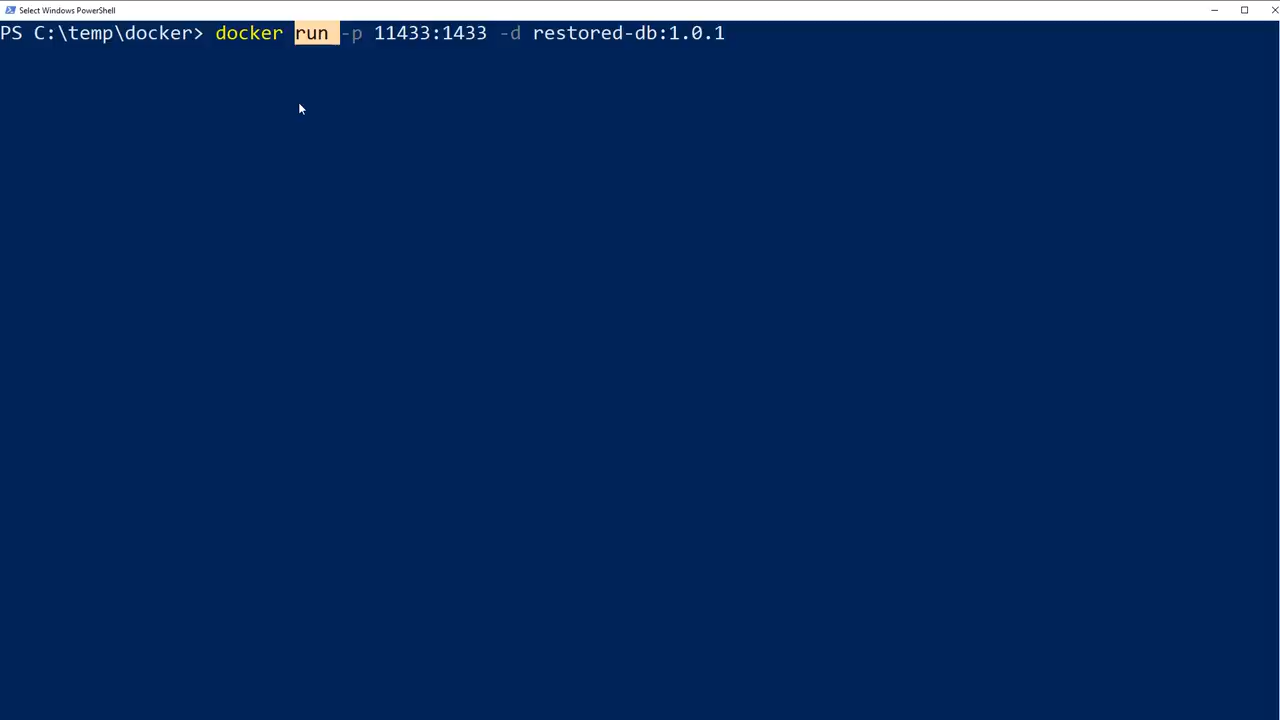 Select Windows PowerShell
PS C:\temp\docker> docker run -p 11433:1433 -d restored-db:1.0.1